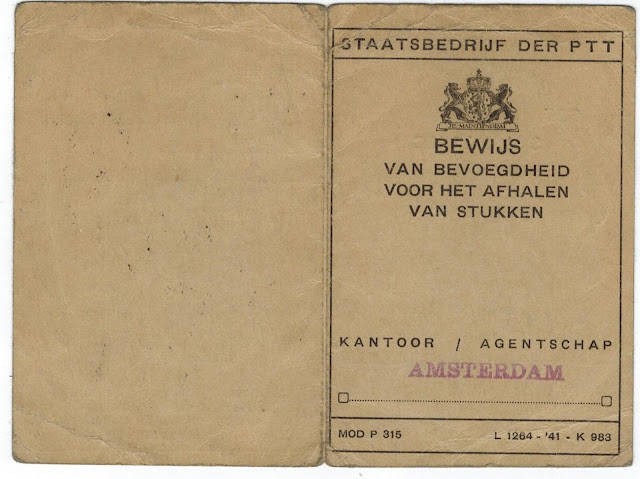 STAATSBEDRIJF DER PTT
JE MAINTIENDRAI
BEWIJS
VAN BEVOEGDHEID
VOOR HET AFHALEN
VAN STUKKEN
KANTOOR / AGENTSCHAP
AMSTERDAM
MOD P 315 L 1264 - '41 - K 983